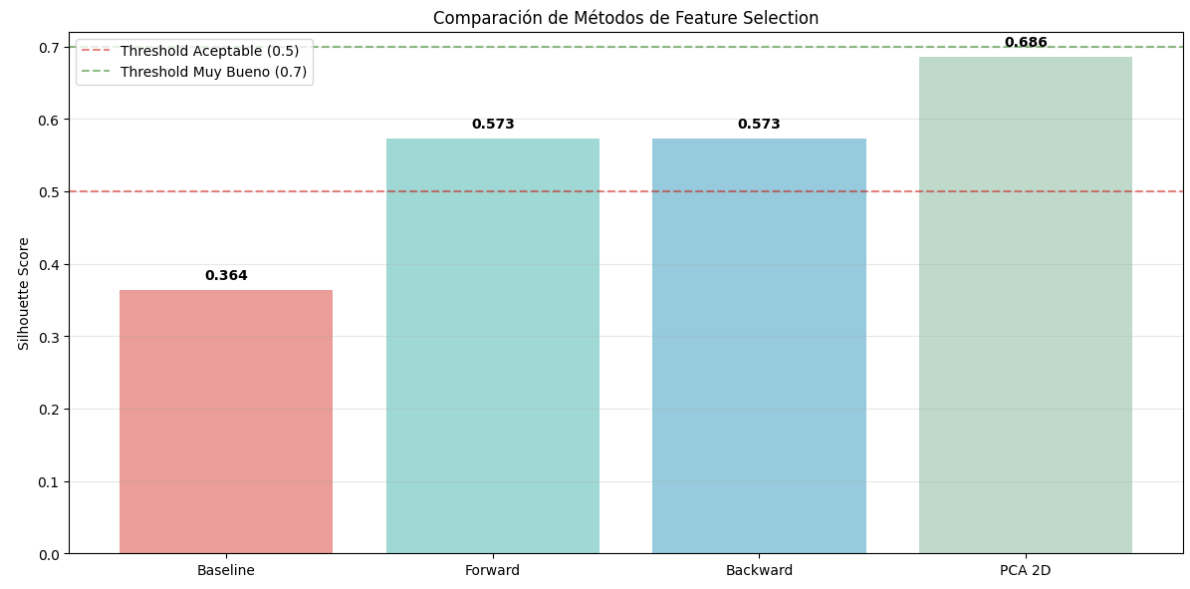 Comparación de Métodos de Feature Selection
Threshold Aceptable (0.5)
Threshold Muy Bueno (0.7)
Silhouette Score
0.7
0.6
0.5
0.4
0.3
0.2
0.1
0.0
0.364
0.573
0.573
0.686
Baseline
Forward
Backward
PCA 2D